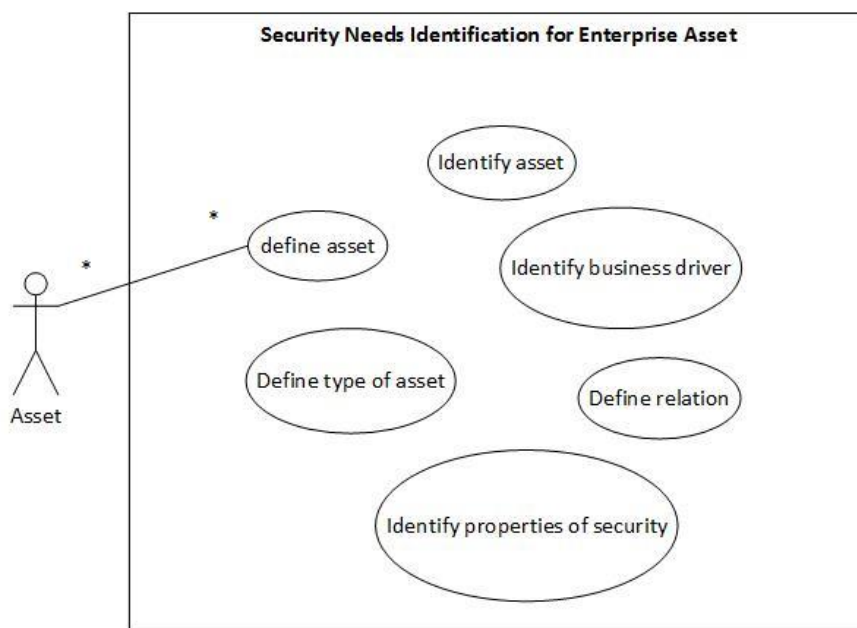 Security Needs Identification for Enterprise Asset
Identify asset
*
define asset
*
Identify business driver
Define type of asset
Define relation
Asset
Identify properties of security